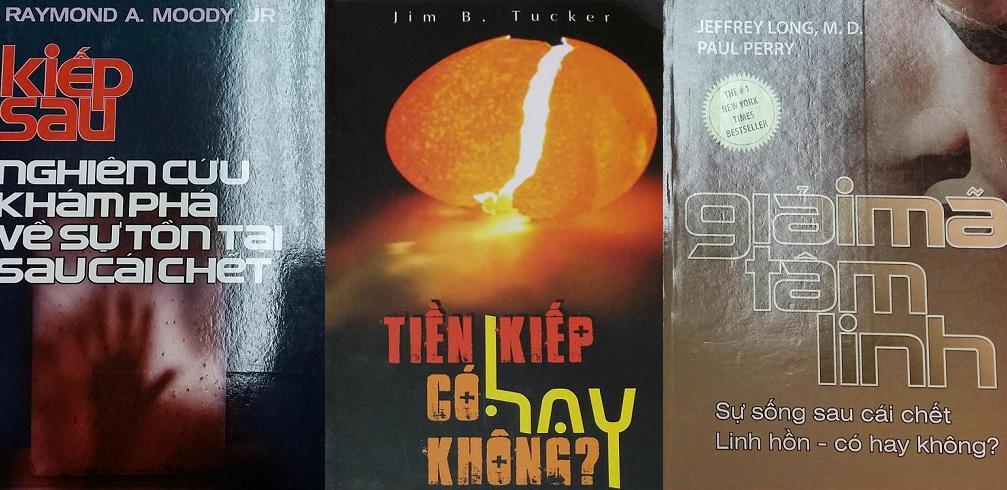 RAYMOND A. MOODY JR
kiếp
sau
NGHIÊN CỨU
KHÁM PHÁ
VỀ SỰ TỒN TẠI
SAU CÁI CHẾT
Jim B. Tucker
TIỀN KIẾP
CÓ hay
KHÔNG?
JEFFREY LONG, M. D.
PAUL PERRY
THE #1
NEW YORK
TIMES
BESTSELLER
giải mã
tâm
linh
Sự sống sau cái chết
Linh hồn - có hay không?